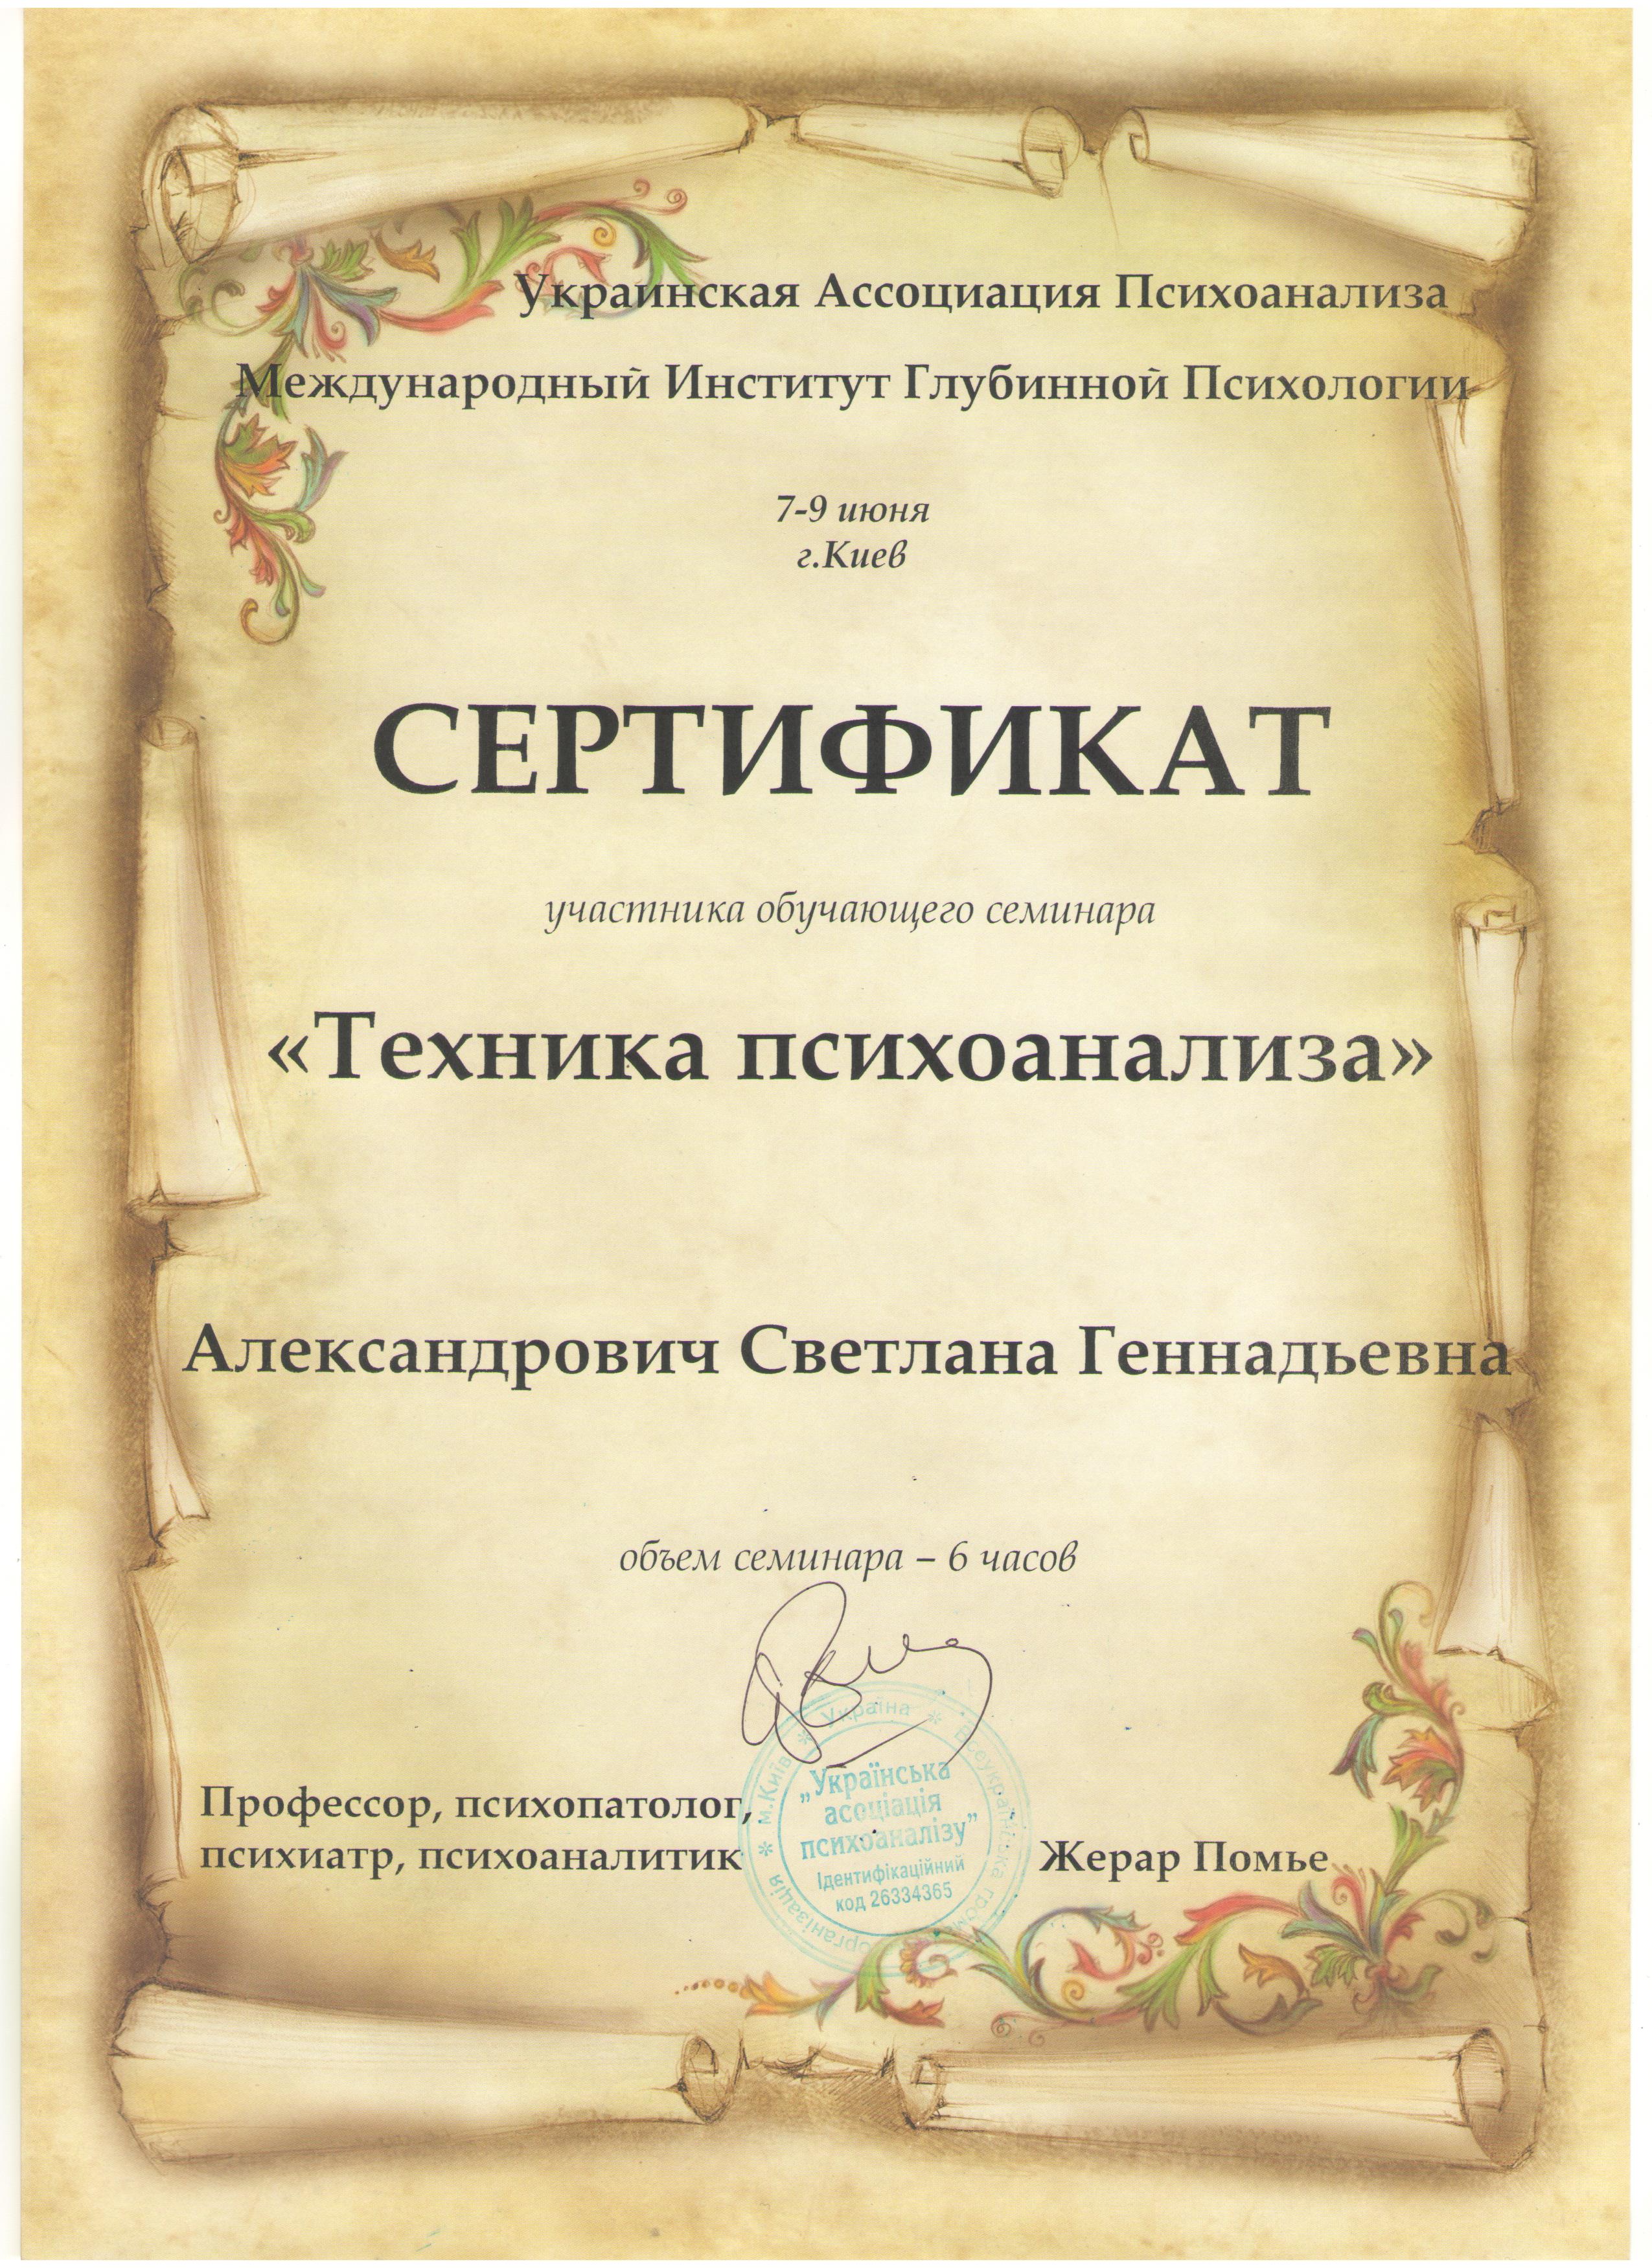 Украинская Ассоциация Психоанализа
Международный Институт Глубинной Психологии
7-9 июня
г.Киев
СЕРТИФИКАТ
участника обучающего семинара
«Техника психоанализа»
Александрович Светлана Геннадьевна
объем семинара – 6 часов
Профессор, психопатолог,
психиатр, психоаналитик
Жерар Помье
* Україна * Всеукраїнська
організація * м.Київ
„Українська
асоціація
психоаналізу”
Ідентифікаційний
код 26334365